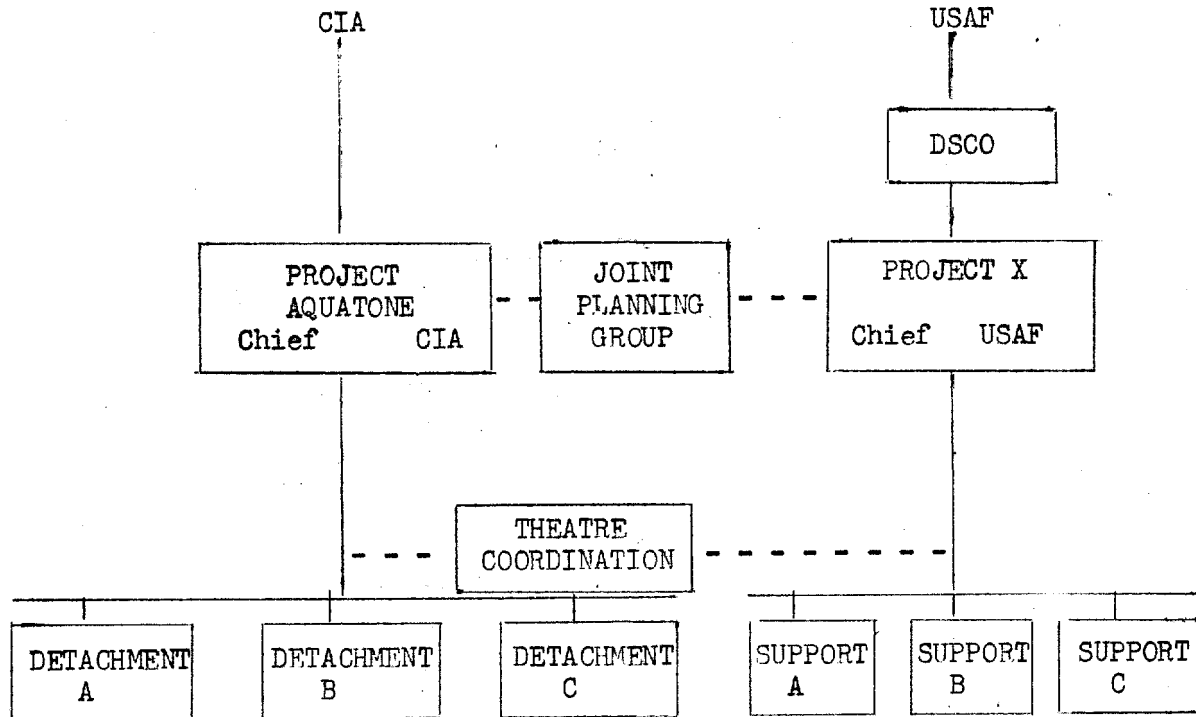 CIA
USAF
DSCO
PROJECT
AQUATONE
Chief CIA
JOINT
PLANNING
GROUP
PROJECT X
Chief USAF
THEATRE
COORDINATION
DETACHMENT
A
DETACHMENT
B
DETACHMENT
C
SUPPORT
A
SUPPORT
B
SUPPORT
C